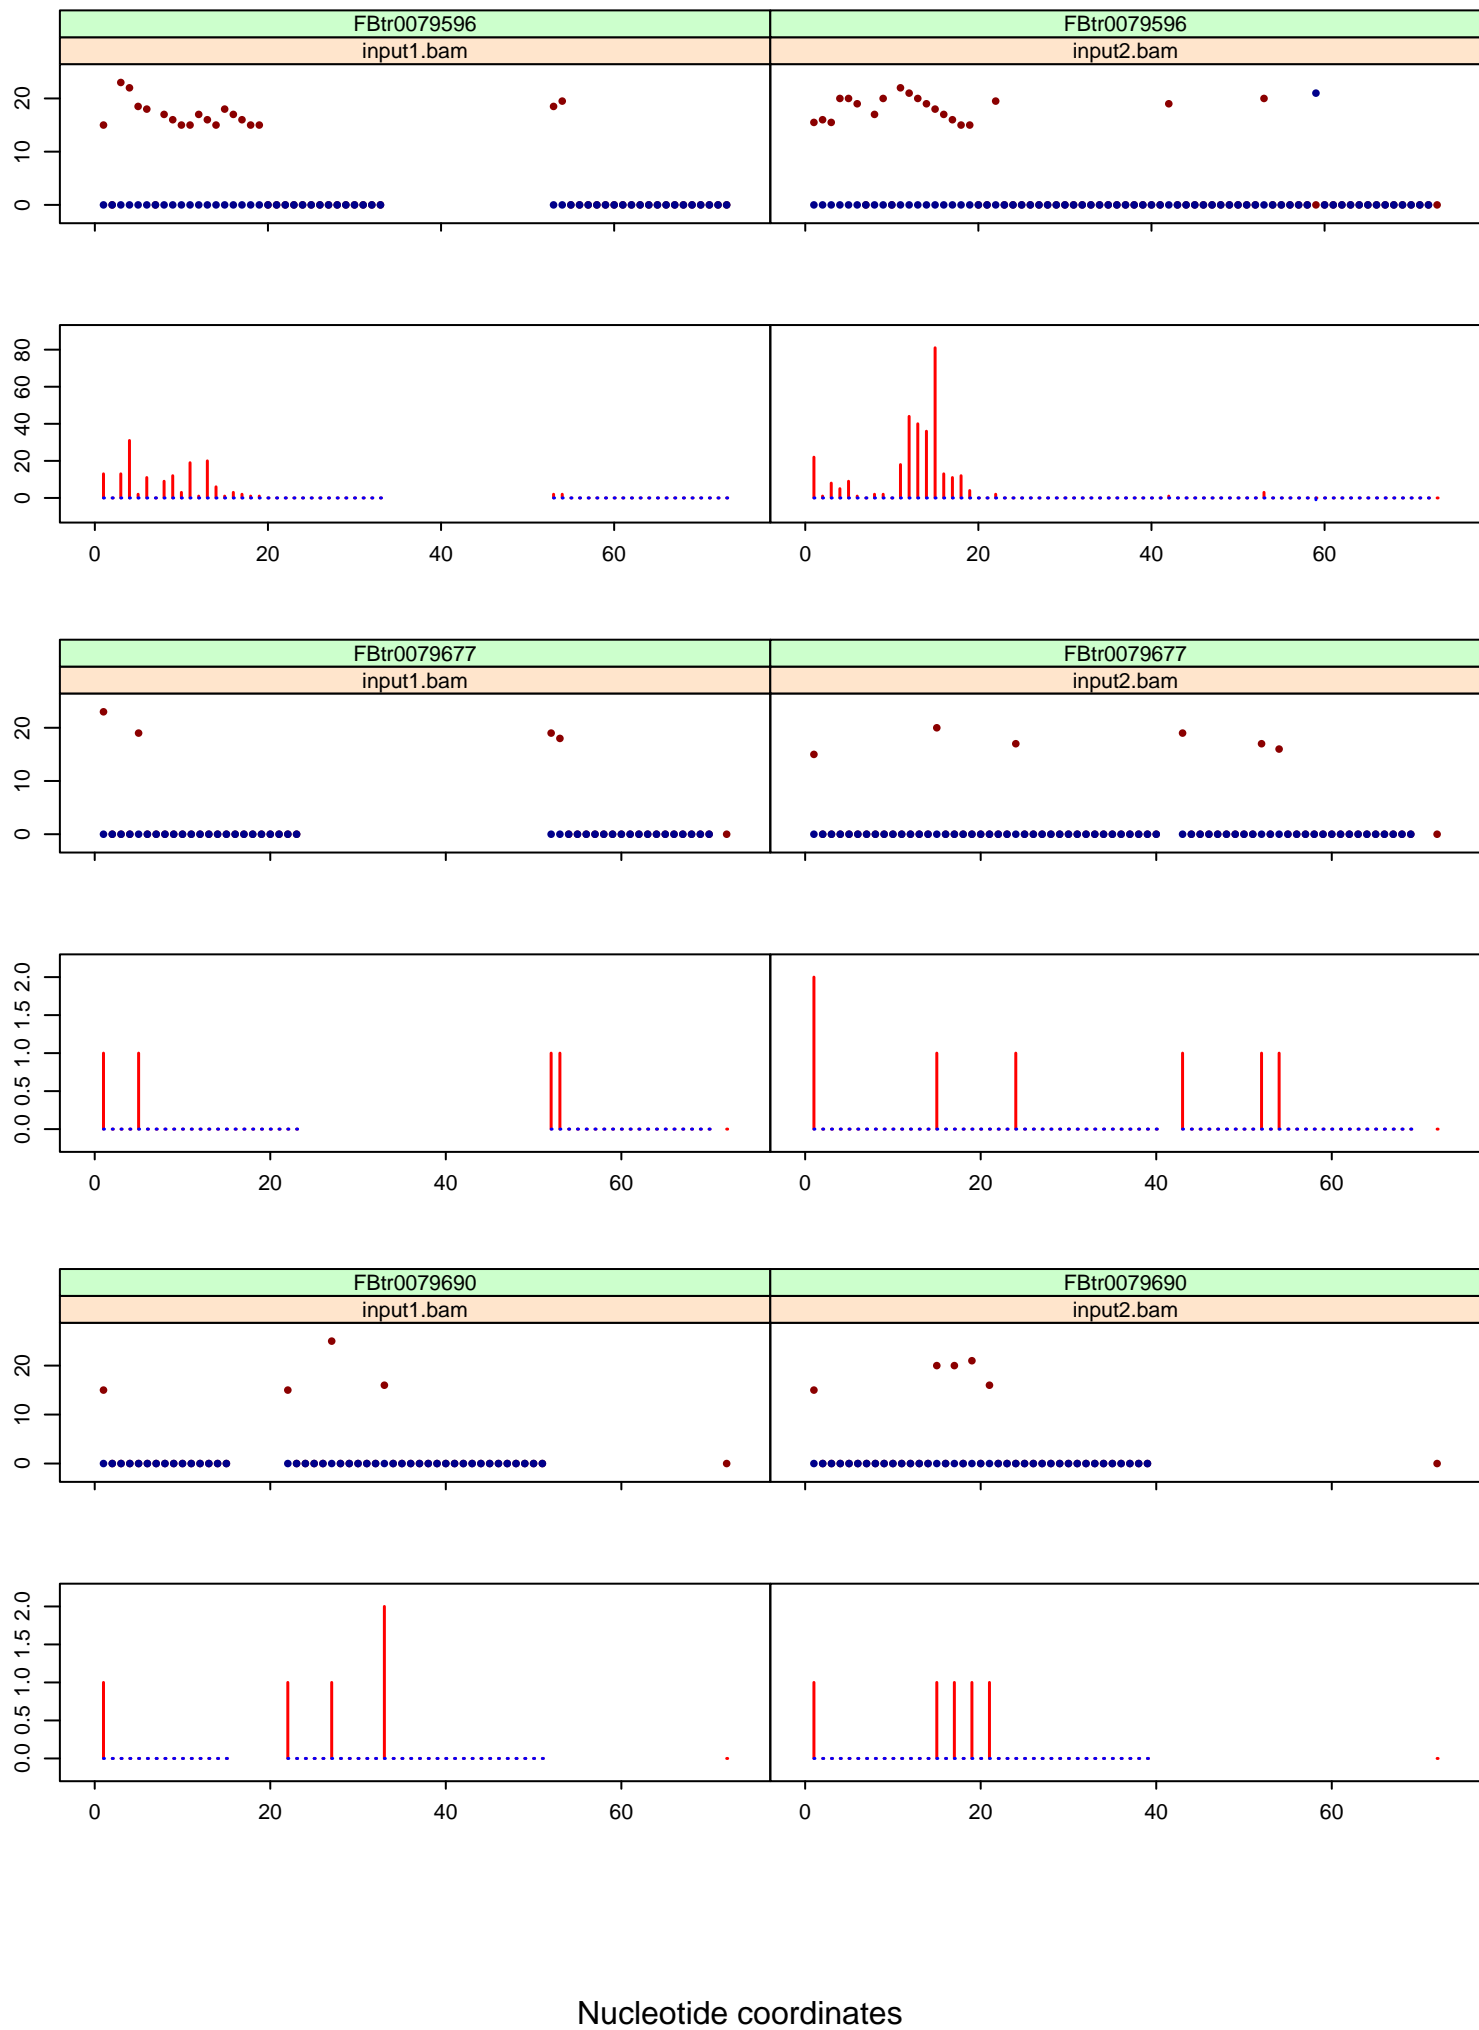 FBtr0079596 FBtr0079596
input1.bam input2.bam
20
10
0
80
60
40
20
0
0 20 40 60 0 20 40 60
FBtr0079677 FBtr0079677
input1.bam input2.bam
20
10
0
2.0
1.5
1.0
0.5
0.0
0 20 40 60 0 20 40 60
FBtr0079690 FBtr0079690
input1.bam input2.bam
20
10
0
2.0
1.5
1.0
0.5
0.0
0 20 40 60 0 20 40 60
Nucleotide coordinates